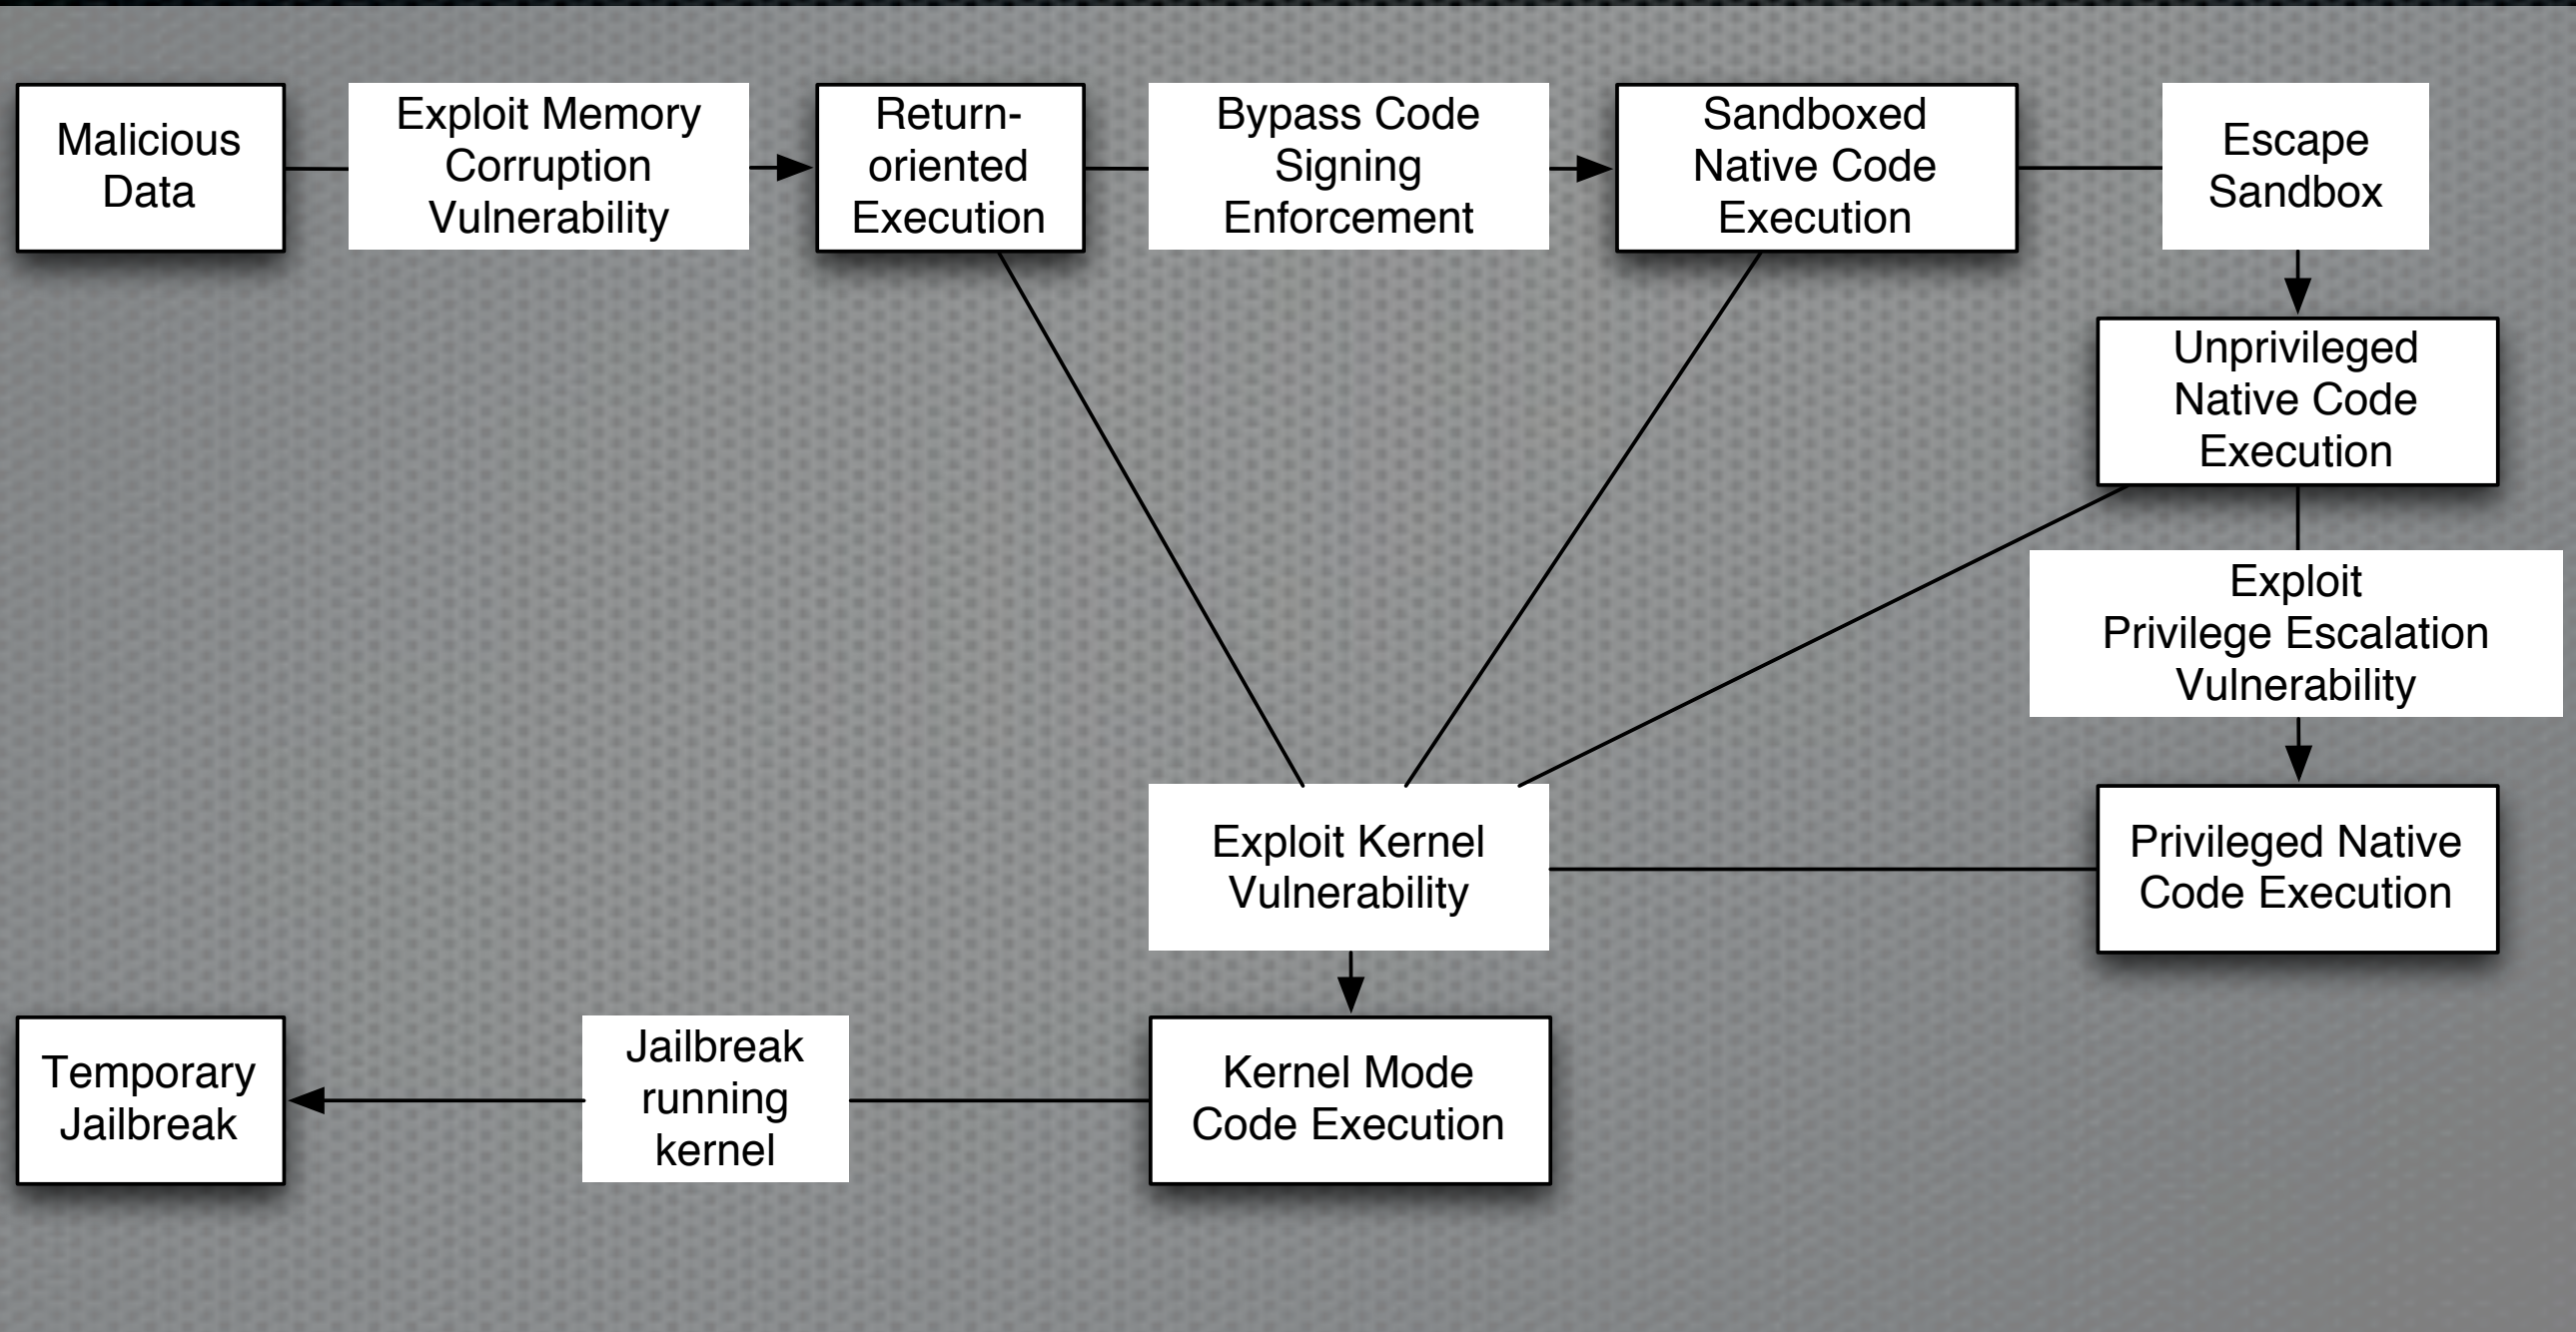 Malicious
Data
Exploit Memory
Corruption
Vulnerability
Return-
oriented
Execution
Bypass Code
Signing
Enforcement
Sandboxed
Native Code
Execution
Escape
Sandbox
Unprivileged
Native Code
Execution
Exploit
Privilege Escalation
Vulnerability
Privileged Native
Code Execution
Exploit Kernel
Vulnerability
Kernel Mode
Code Execution
Jailbreak
running
kernel
Temporary
Jailbreak